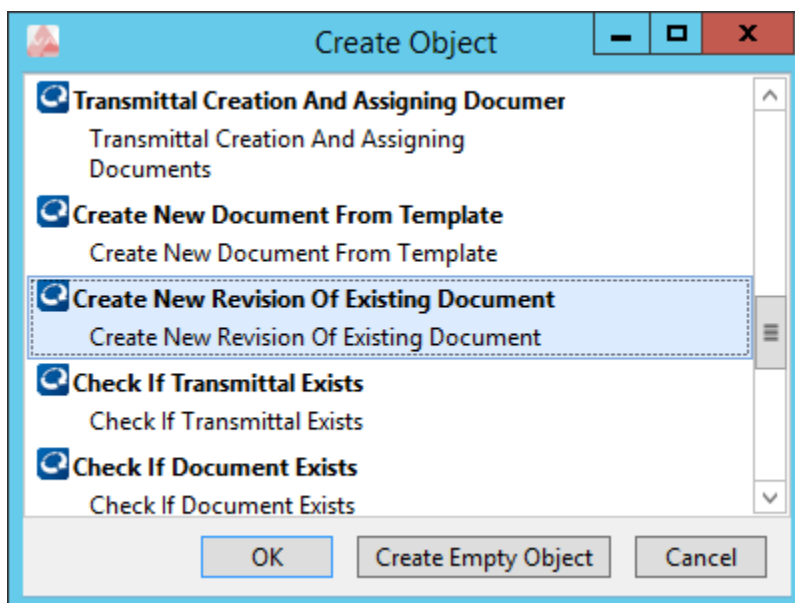 Create Object
Transmittal Creation And Assigning Documer
Transmittal Creation And Assigning
Documents
Create New Document From Template
Create New Document From Template
Create New Revision Of Existing Document
Create New Revision Of Existing Document
Check If Transmittal Exists
Check If Transmittal Exists
Check If Document Exists
Check If Document Exists
OK
Create Empty Object
Cancel